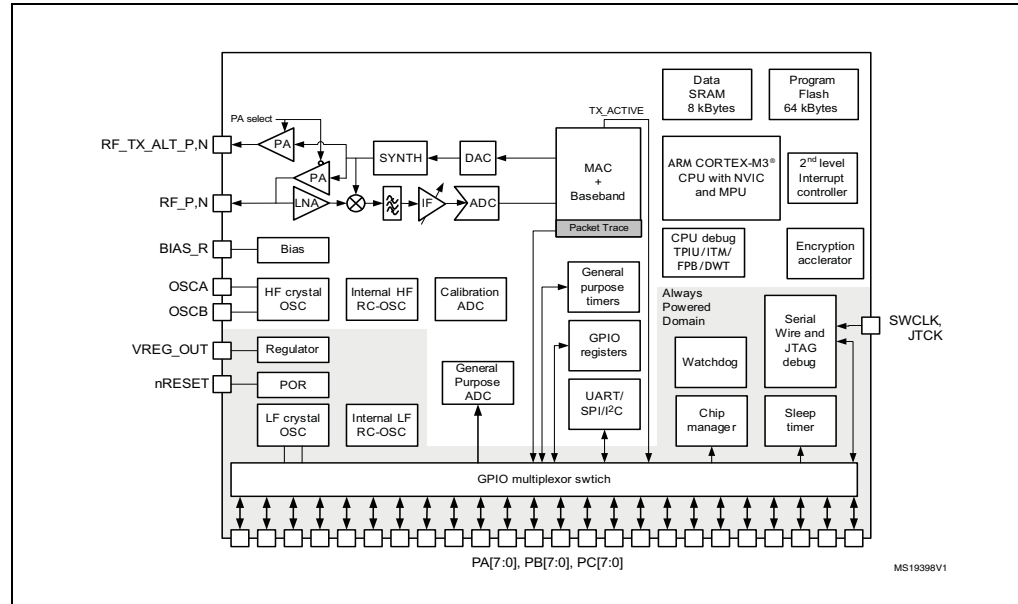 Data
SRAM
8 kBytes
Program
Flash
64 kBytes
TX_ACTIVE
PA select
RF_TX_ALT_P,N
PA
SYNTH
DAC
MAC
+
Baseband
ARM CORTEX-M3®
CPU with NVIC
and MPU
2nd level
Interrupt
controller
PA
RF_P,N
LNA
IF
ADC
Packet Trace
CPU debug
TPIU/ITM/
FPB/DWT
Encryption
acclerator
BIAS_R
Bias
OSCA
OSCB
HF crystal
OSC
Internal HF
RC-OSC
Calibration
ADC
General
purpose
timers
Always
Powered
Domain
Serial
Wire and
JTAG
debug
SWCLK,
JTCK
VREG_OUT
Regulator
GPIO
registers
Watchdog
nRESET
POR
General
Purpose
ADC
UART/
SPI/I2C
LF crystal
OSC
Internal LF
RC-OSC
Chip
manager
Sleep
timer
GPIO multiplexor swtich
PA[7:0], PB[7:0], PC[7:0]
MS19398V1